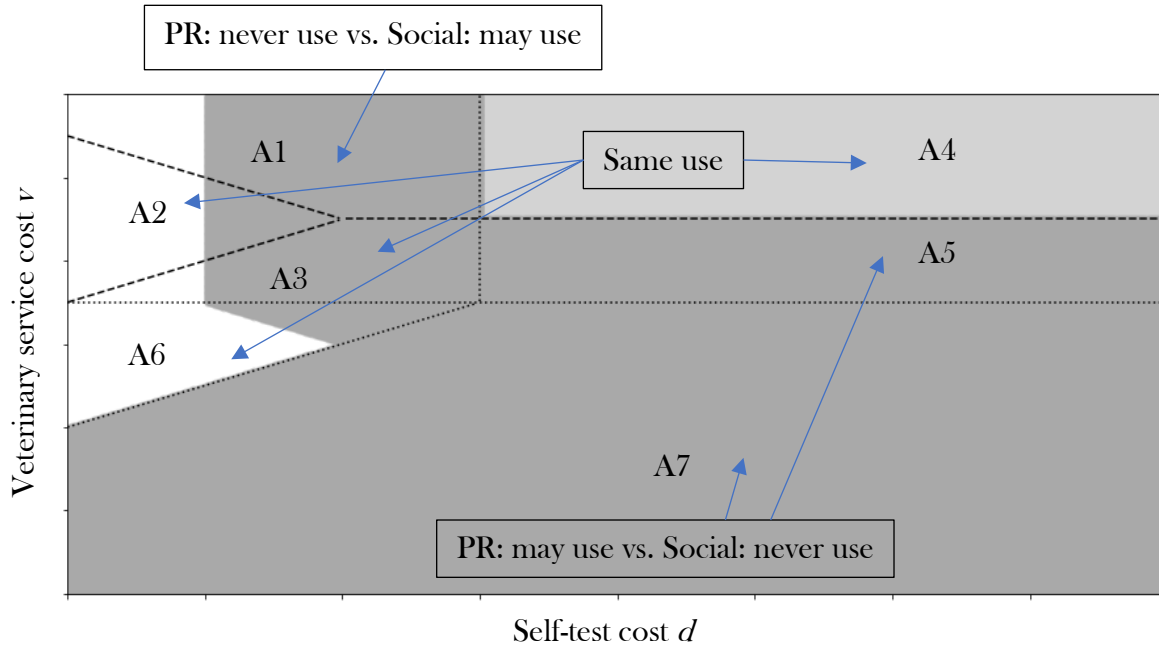 PR: never use vs. Social: may use
A1
Same use
A4
A2
A5
A3
A6
A7
PR: may use vs. Social: never use
Veterinary service cost v
Self-test cost d